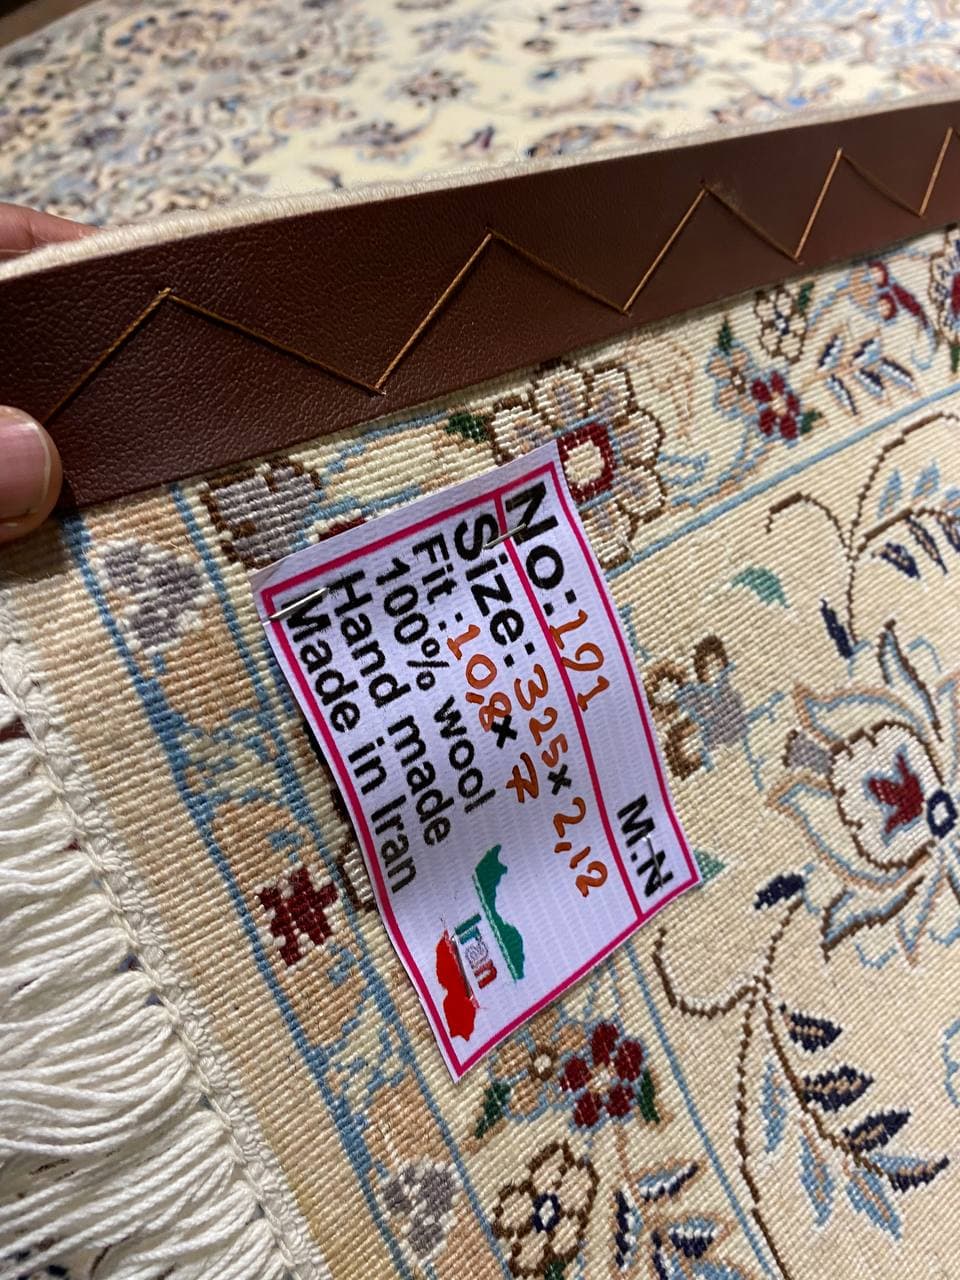 No: 191 M.N
Size: 325 x 2,12
Fit : 10,8 x 7
100% wool
Hand made
Made in Iran
Iran